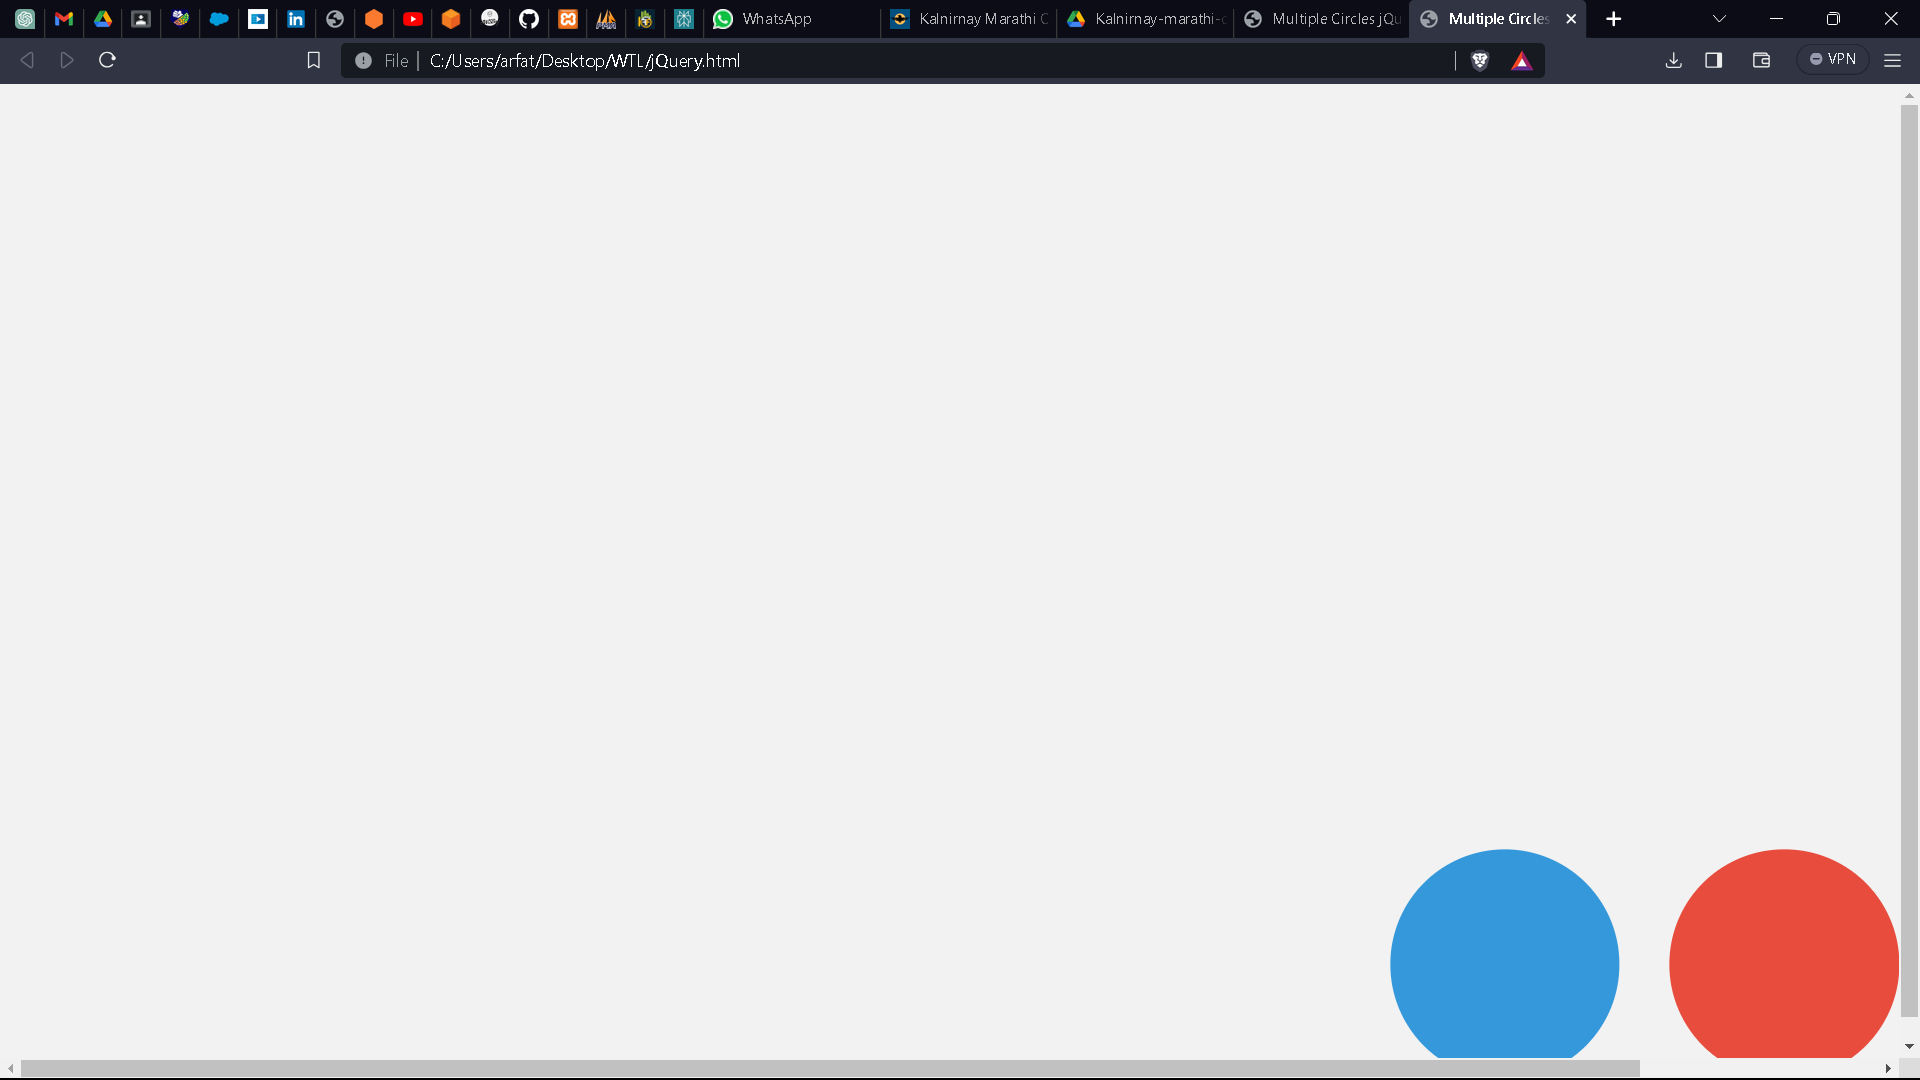 WhatsApp
Kalnirnay Marathi C
Kalnirnay-marathi-c
Multiple Circles jQu
Multiple Circles
File
C:/Users/arfat/Desktop/WTL/jQuery.html
VPN